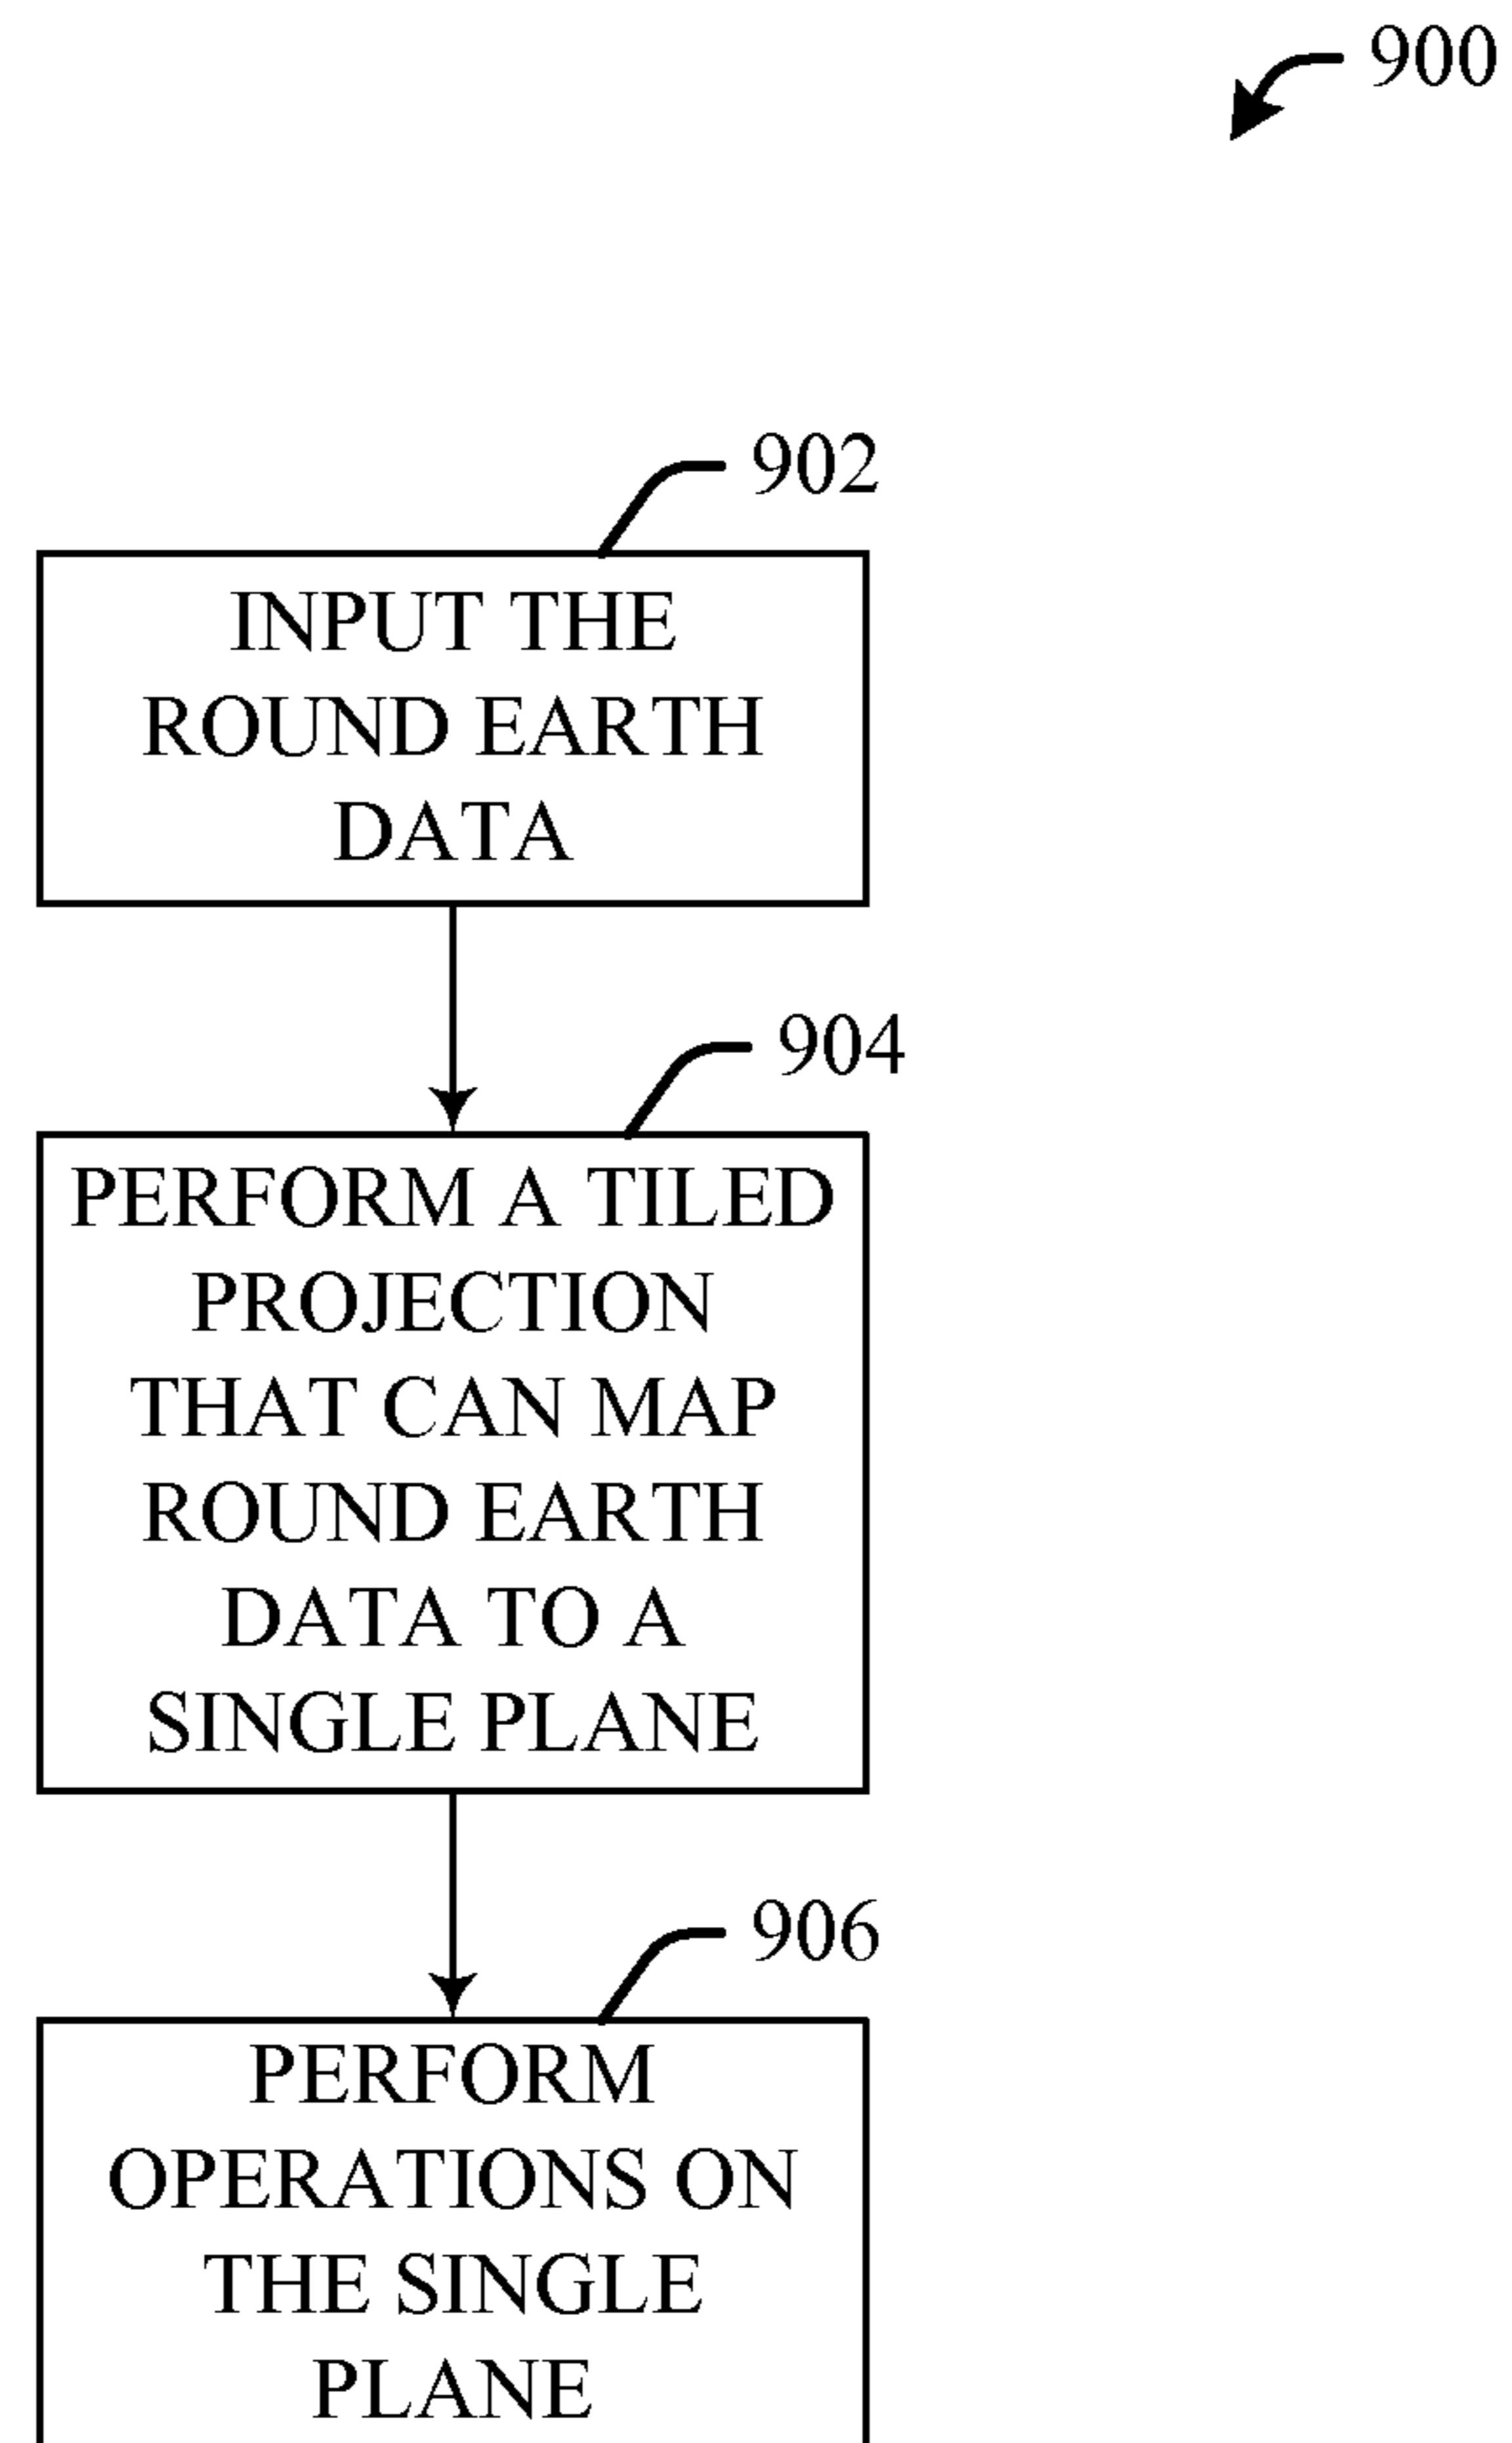 900
902
INPUT THE
ROUND EARTH
DATA
904
PERFORM A TILED
PROJECTION
THAT CAN MAP
ROUND EARTH
DATA TO A
SINGLE PLANE
906
PERFORM
OPERATIONS ON
THE SINGLE
PLANE